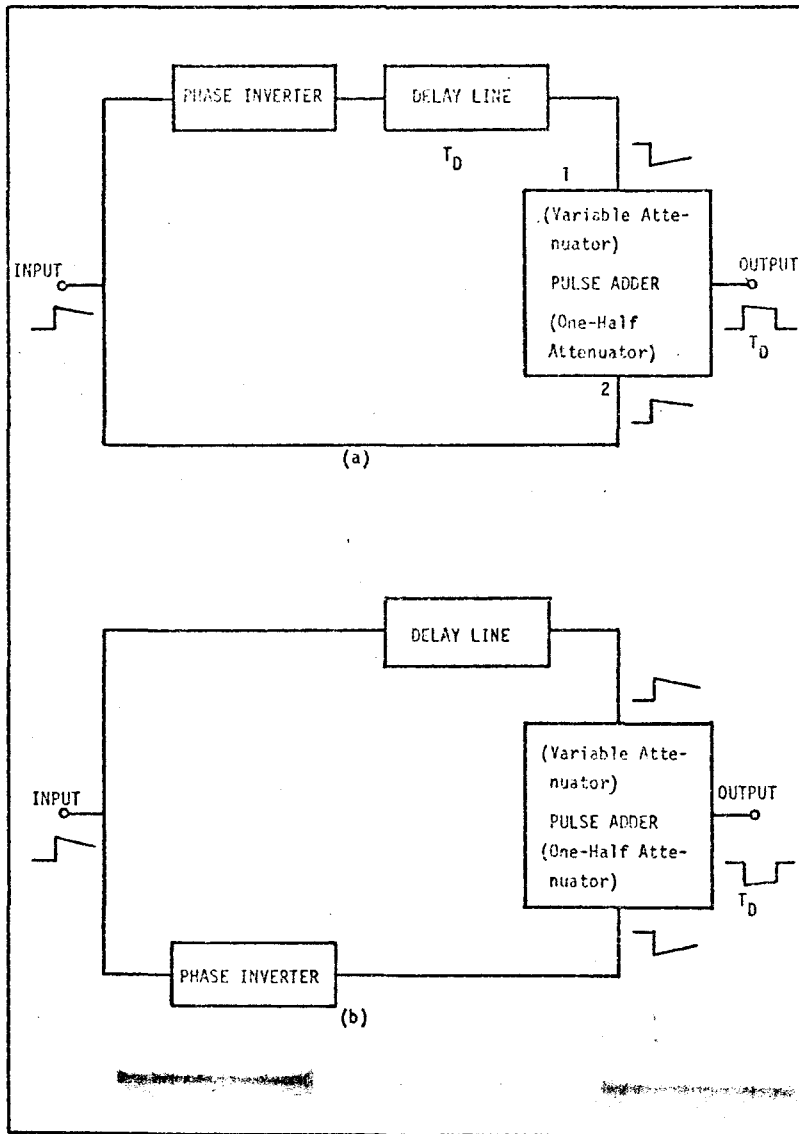 PHASE INVERTER
DELAY LINE
T_D
1
(Variable Atte-
nuator)
INPUT
PULSE ADDER
OUTPUT
(One-Half
Attenuator)
T_D
2
(a)
DELAY LINE
(Variable Atte-
nuator)
INPUT
PULSE ADDER
OUTPUT
(One-Half Atte-
nuator)
T_D
PHASE INVERTER
(b)